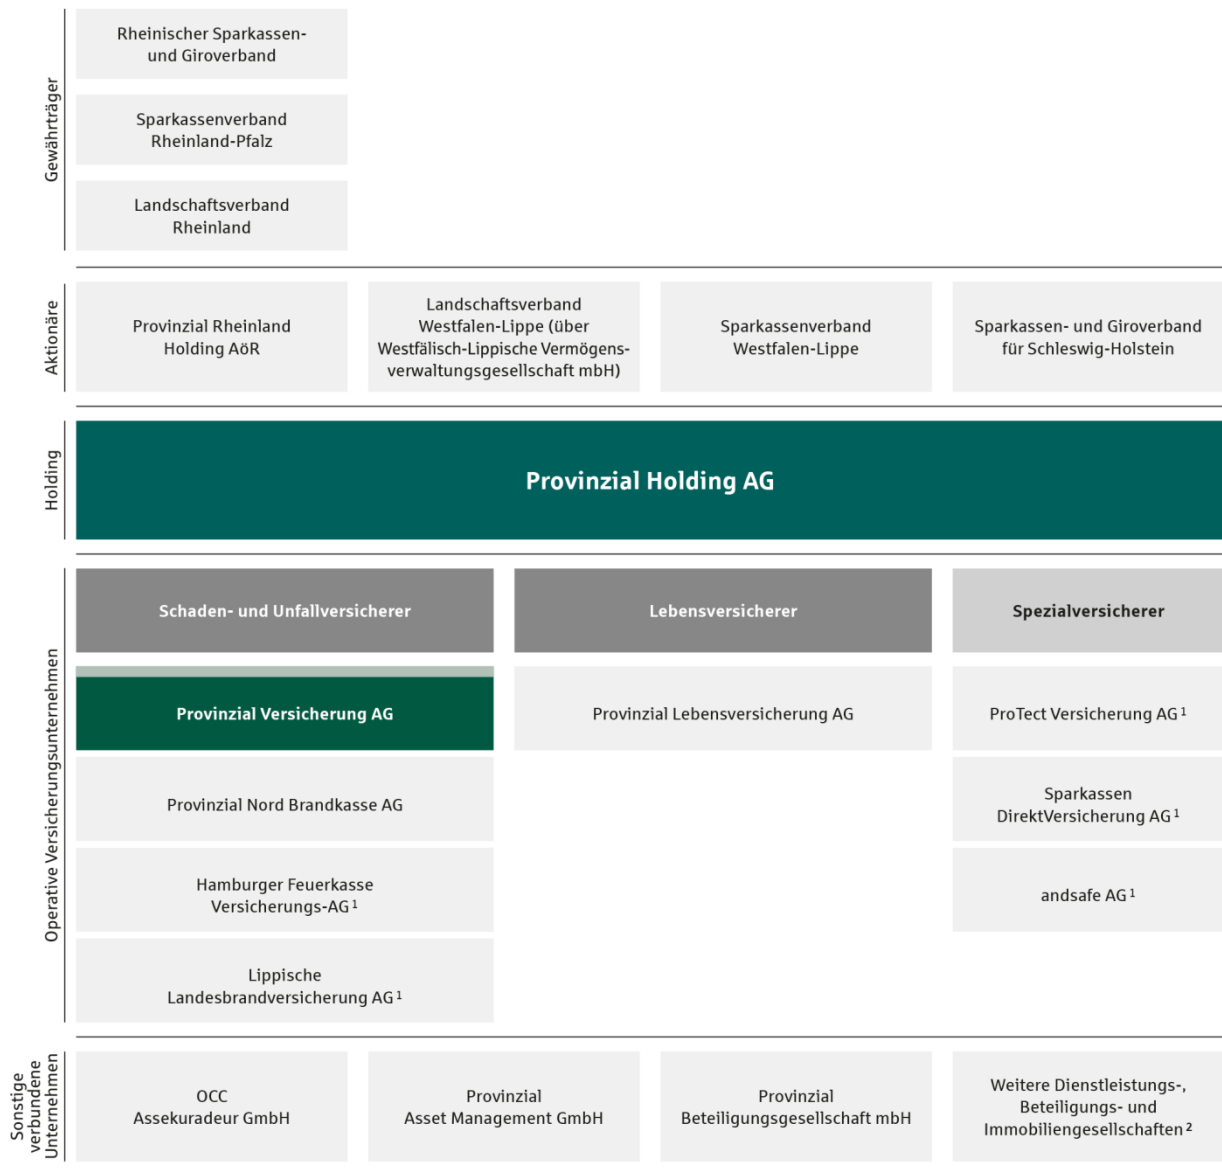 Gewährträger
Rheinischer Sparkassen-
und Giroverband
Sparkassenverband
Rheinland-Pfalz
Landschaftsverband
Rheinland
Aktionäre
Provinzial Rheinland
Holding AöR
Landschaftsverband
Westfalen-Lippe (über
Westfälisch-Lippische Vermögens-
verwaltungsgesellschaft mbH)
Sparkassenverband
Westfalen-Lippe
Sparkassen- und Giroverband
für Schleswig-Holstein
Holding
Provinzial Holding AG
Operative Versicherungsunternehmen
Schaden- und Unfallversicherer
Provinzial Versicherung AG
Provinzial Nord Brandkasse AG
Hamburger Feuerkasse
Versicherungs-AG¹
Lippische
Landesbrandversicherung AG¹
Lebensversicherer
Provinzial Lebensversicherung AG
Spezialversicherer
ProTect Versicherung AG¹
Sparkassen
DirektVersicherung AG¹
andsafe AG¹
Sonstige
verbundene
Unternehmen
OCC
Assekuradeur GmbH
Provinzial
Asset Management GmbH
Provinzial
Beteiligungsgesellschaft mbH
Weitere Dienstleistungs-,
Beteiligungs- und
Immobiliengesellschaften²